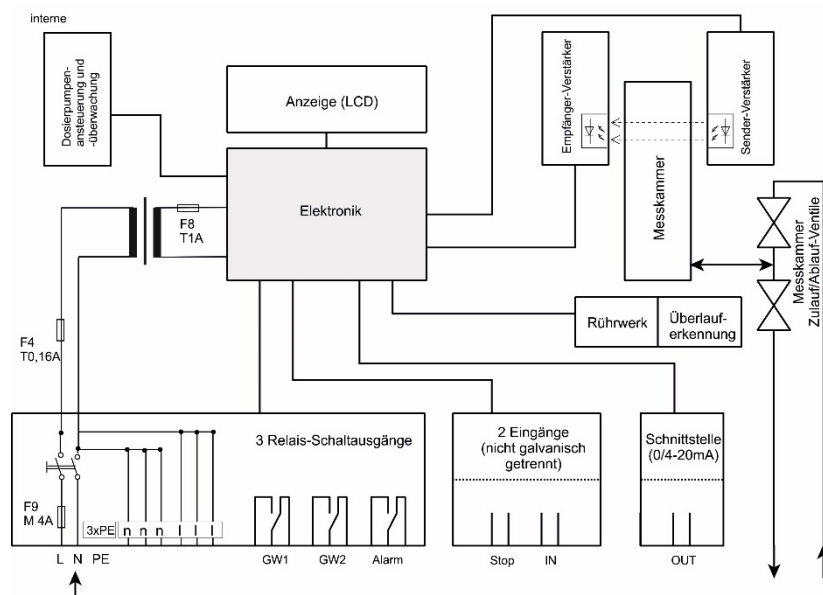 interne
Dosierpumpen-
ansteuerung und
-überwachung
Anzeige (LCD)
Elektronik
F8
T1A
Empfänger-Verstärker
Messkammer
Sender-Verstärker
Messkammer
Zulauf/Ablauf-Ventile
Rührwerk
Überlauf-
erkennung
F4
T0,16A
3 Relais-Schaltausgänge
2 Eingänge
(nicht galvanisch
getrennt)
Schnittstelle
(0/4-20mA)
F9
M 4A
3xPE
n n n l l l
L N PE
GW1
GW2
Alarm
Stop
IN
OUT